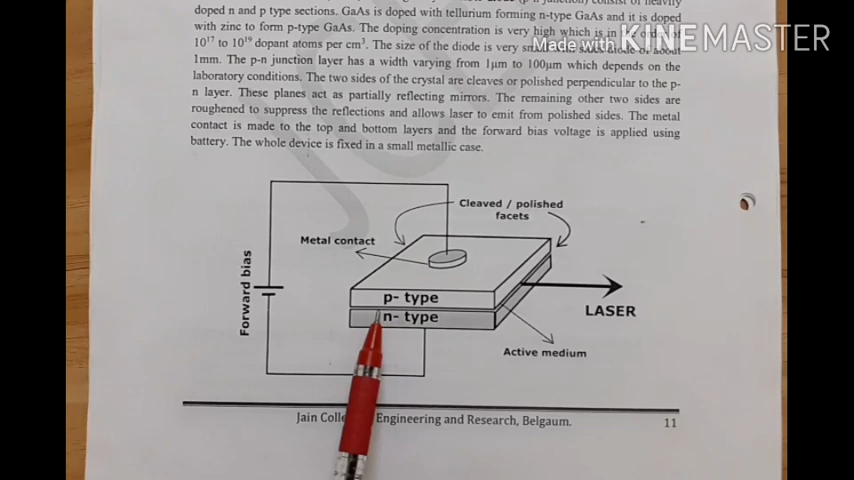 doped n and p type sections. GaAs is doped with tellurium forming n-type GaAs and it is doped
with zinc to form p-type GaAs. The doping concentration is very high which is in the order of
10¹⁷ to 10¹⁹ dopant atoms per cm³. The size of the diode is very sm
Made with KINEMASTER
1mm. The p-n junction layer has a width varying from 1μm to 100μm which depends on the
laboratory conditions. The two sides of the crystal are cleaves or polished perpendicular to the p-
n layer. These planes act as partially reflecting mirrors. The remaining other two sides are
roughened to suppress the reflections and allows laser to emit from polished sides. The metal
contact is made to the top and bottom layers and the forward bias voltage is applied using
battery. The whole device is fixed in a small metallic case.
Cleaved / polished
facets
Metal contact
Forward bias
p- type
n- type
LASER
Active medium
Jain Coll Engineering and Research, Belgaum.
11